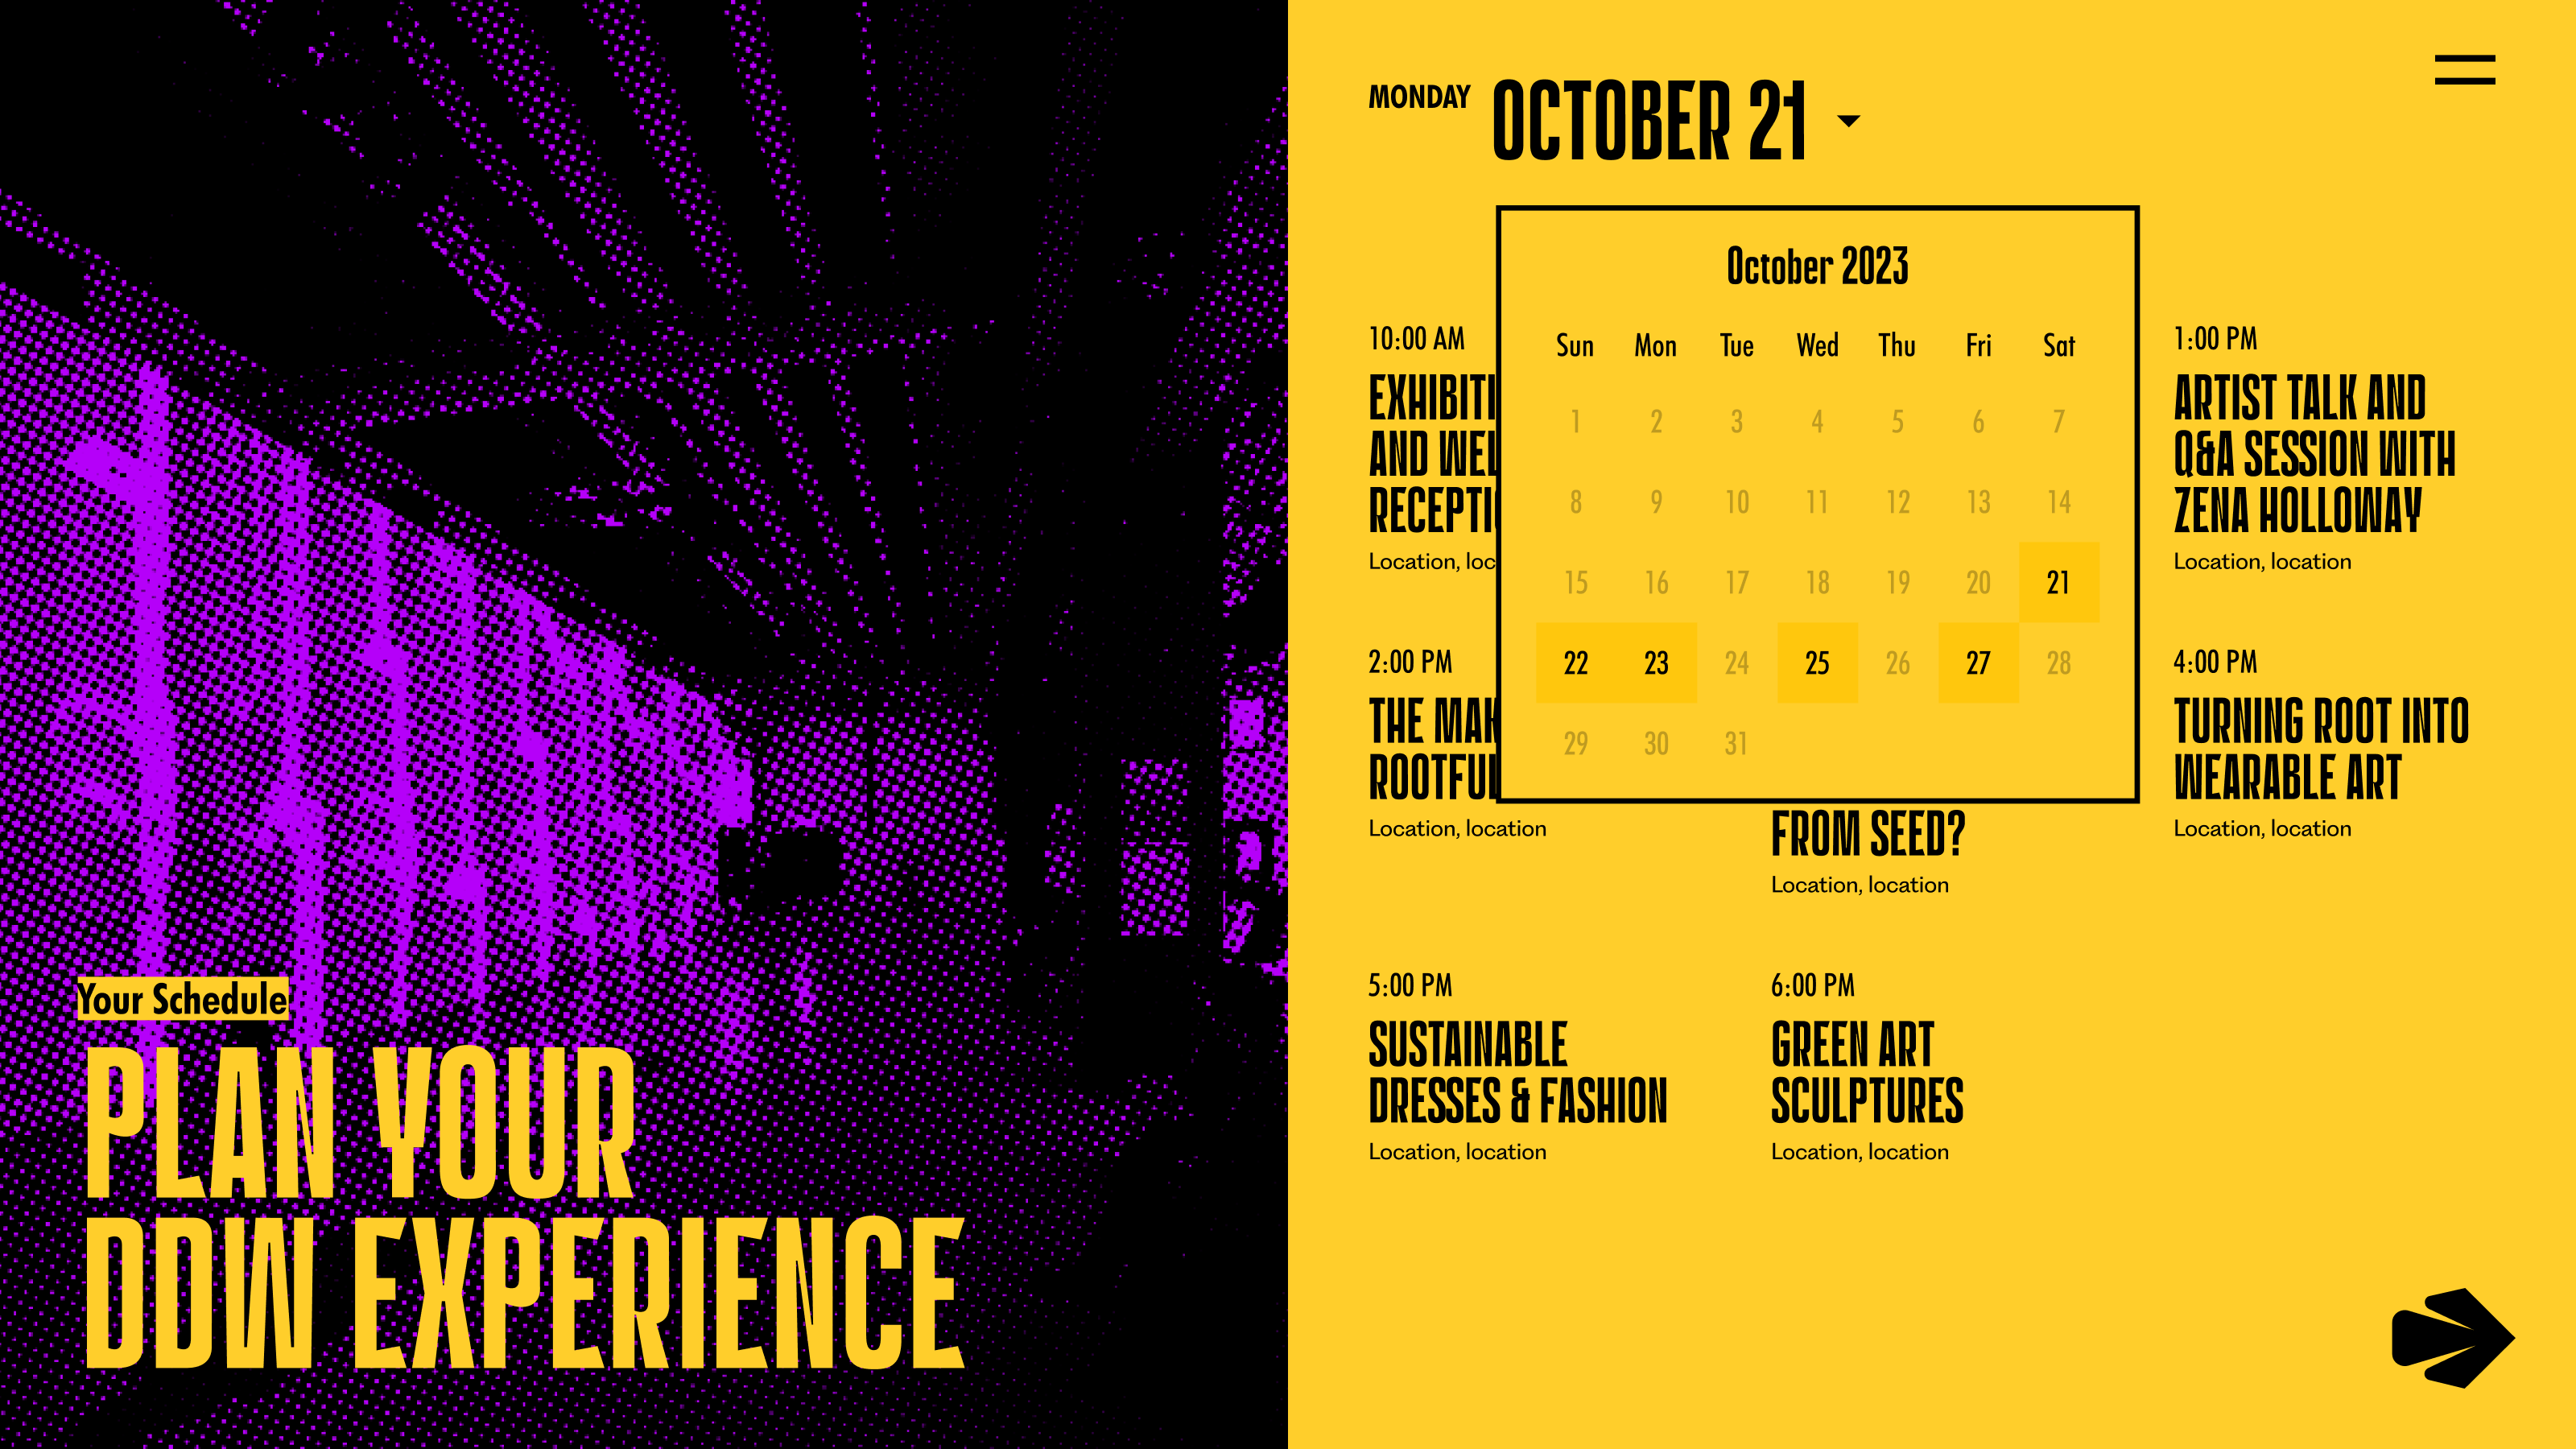 Your Schedule
PLAN YOUR
DDW EXPERIENCE
MONDAY OCTOBER 21
October 2023
Sun Mon Tue Wed Thu Fri Sat
1 2 3 4 5 6 7
8 9 10 11 12 13 14
15 16 17 18 19 20 21
22 23 24 25 26 27 28
29 30 31
10:00 AM
AND
Location,
1:00 PM
ARTIST TALK AND
Q&A SESSION WITH
ZENA HOLLOWAY
Location, location
2:00 PM
THE
Location, location
FROM SEED?
Location, location
4:00 PM
TURNING ROOT INTO
WEARABLE ART
Location, location
5:00 PM
SUSTAINABLE
DRESSES & FASHION
Location, location
6:00 PM
GREEN ART
SCULPTURES
Location, location